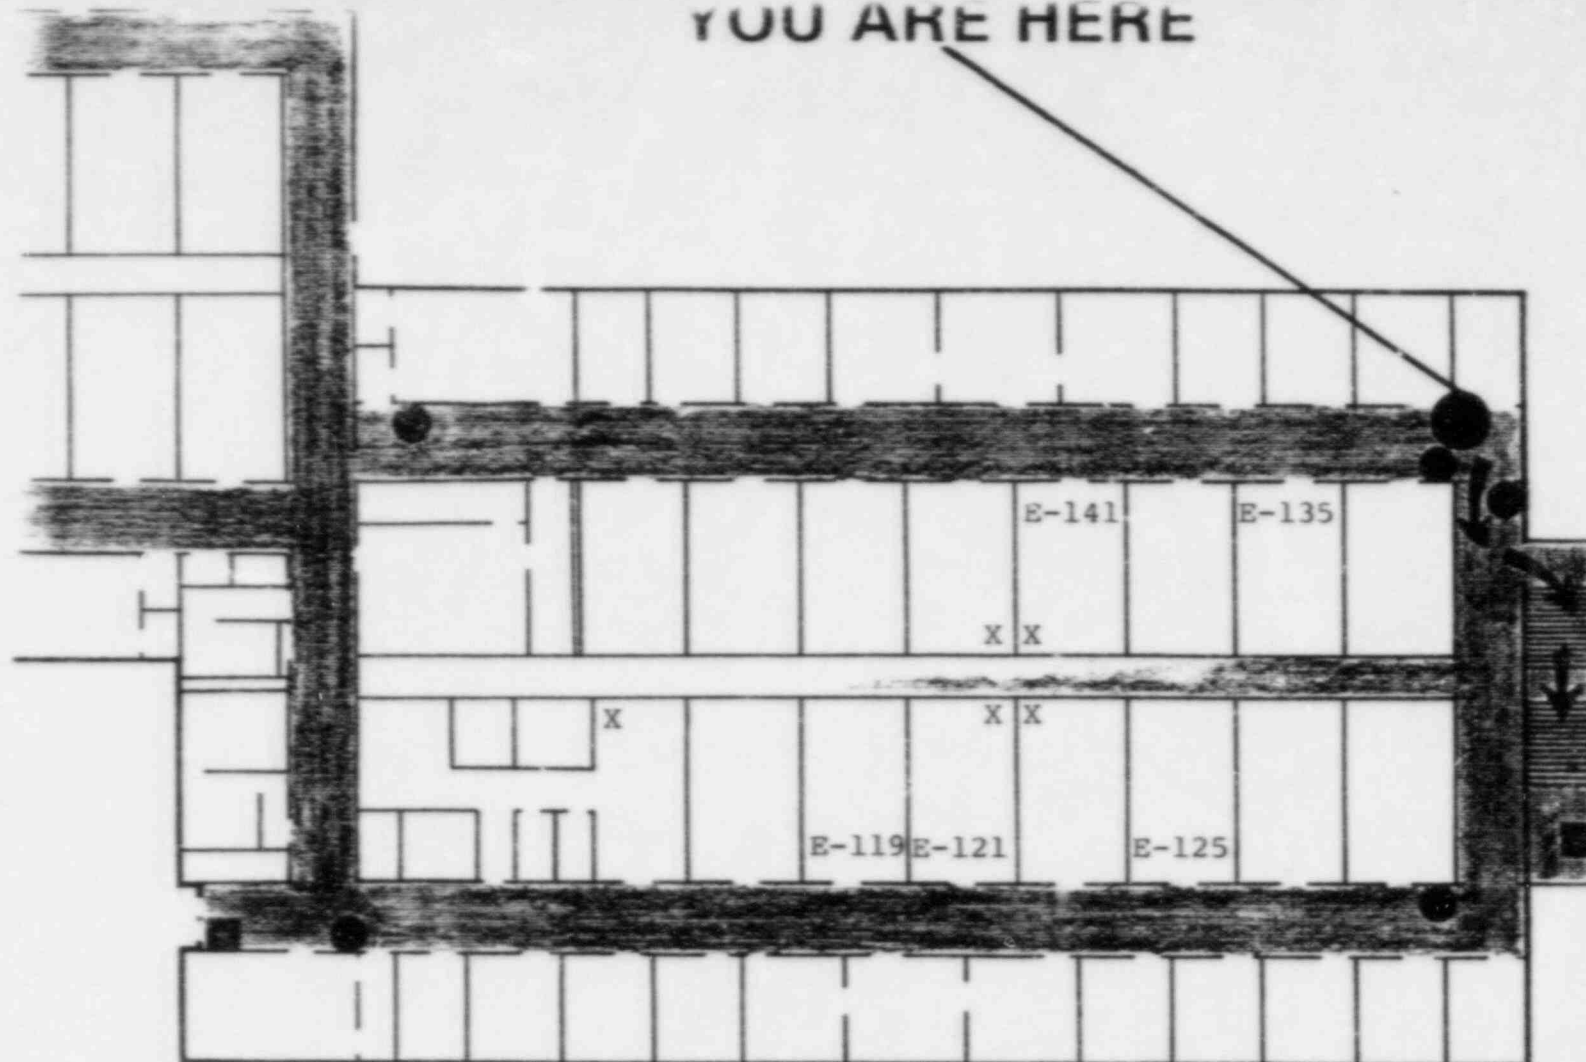 YOU ARE HERE
E-141 E-135
X X
X X X
E-119 E-121 E-125